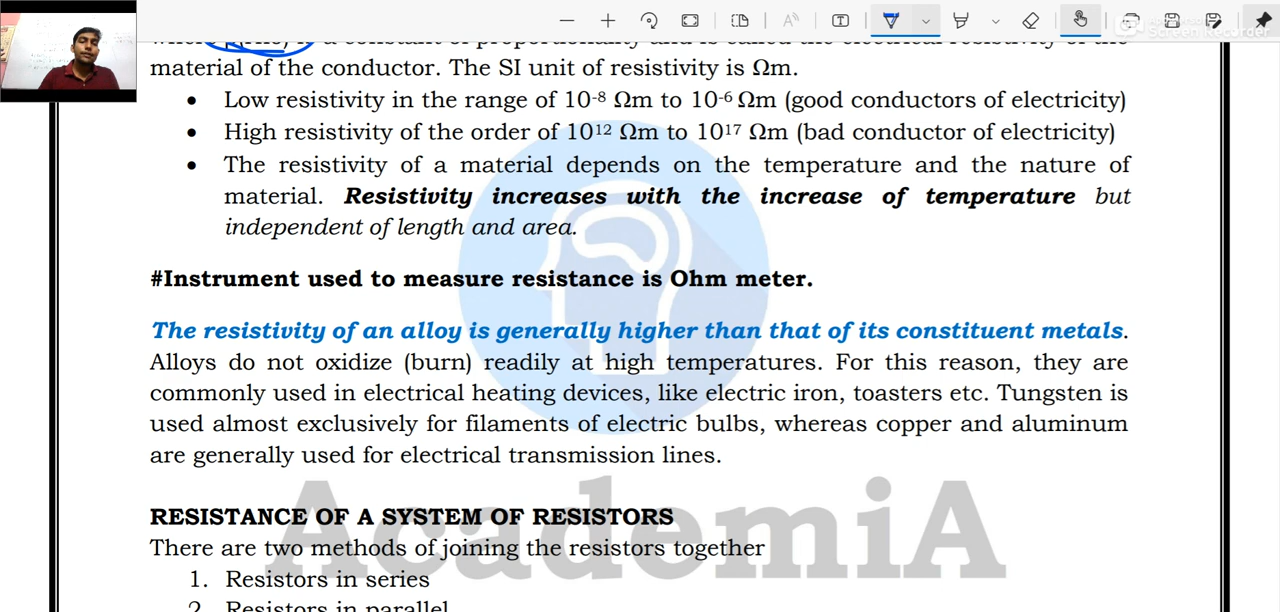 Screen Recorder
material of the conductor. The SI unit of resistivity is Ωm.
• Low resistivity in the range of 10-8 Ωm to 10-6 Ωm (good conductors of electricity)
• High resistivity of the order of 10¹² Ωm to 10¹⁷ Ωm (bad conductor of electricity)
• The resistivity of a material depends on the temperature and the nature of
material. Resistivity increases with the increase of temperature but
independent of length and area.
#Instrument used to measure resistance is Ohm meter.
The resistivity of an alloy is generally higher than that of its constituent metals.
Alloys do not oxidize (burn) readily at high temperatures. For this reason, they are
commonly used in electrical heating devices, like electric iron, toasters etc. Tungsten is
used almost exclusively for filaments of electric bulbs, whereas copper and aluminum
are generally used for electrical transmission lines.
AcademiA
RESISTANCE OF A SYSTEM OF RESISTORS
There are two methods of joining the resistors together
1. Resistors in series
2. Resistors in parallel